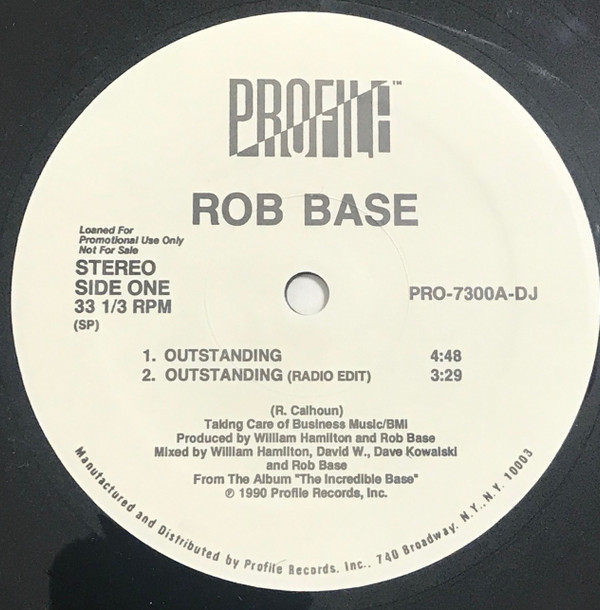 PROFILE™
ROB BASE
Loaned For
Promotional Use Only
Not For Sale
STEREO
SIDE ONE
33 1/3 RPM
(SP)
PRO-7300A-DJ
1. OUTSTANDING 4:48
2. OUTSTANDING (RADIO EDIT) 3:29
(R. Calhoun)
Taking Care of Business Music/BMI
Produced by William Hamilton and Rob Base
Mixed by William Hamilton, David W., Dave Kowalski
and Rob Base
From The Album "The Incredible Base"
℗ 1990 Profile Records, Inc.
Manufactured and Distributed by Profile Records, Inc., 740 Broadway, N.Y., N.Y. 10003